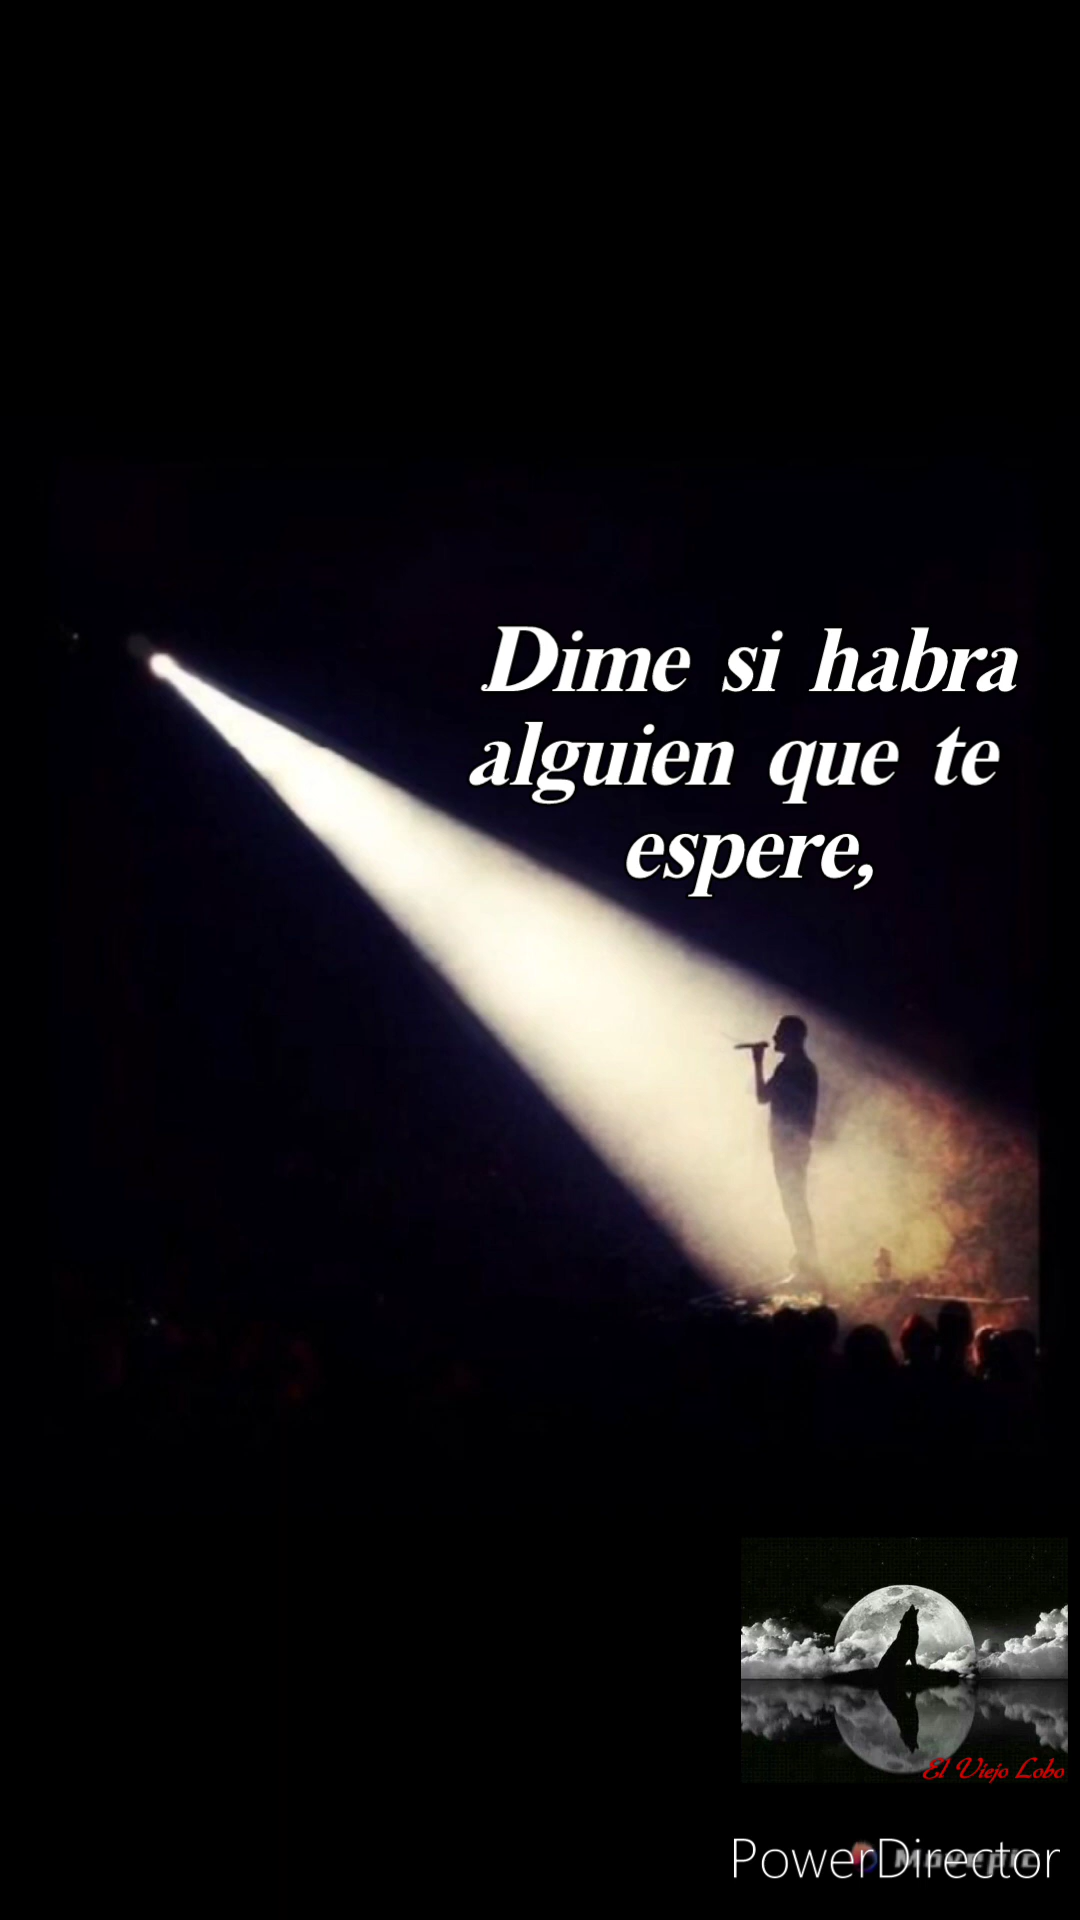 Dime si habra
alguien que te
espere,
El Viejo Lobo
PowerDirector